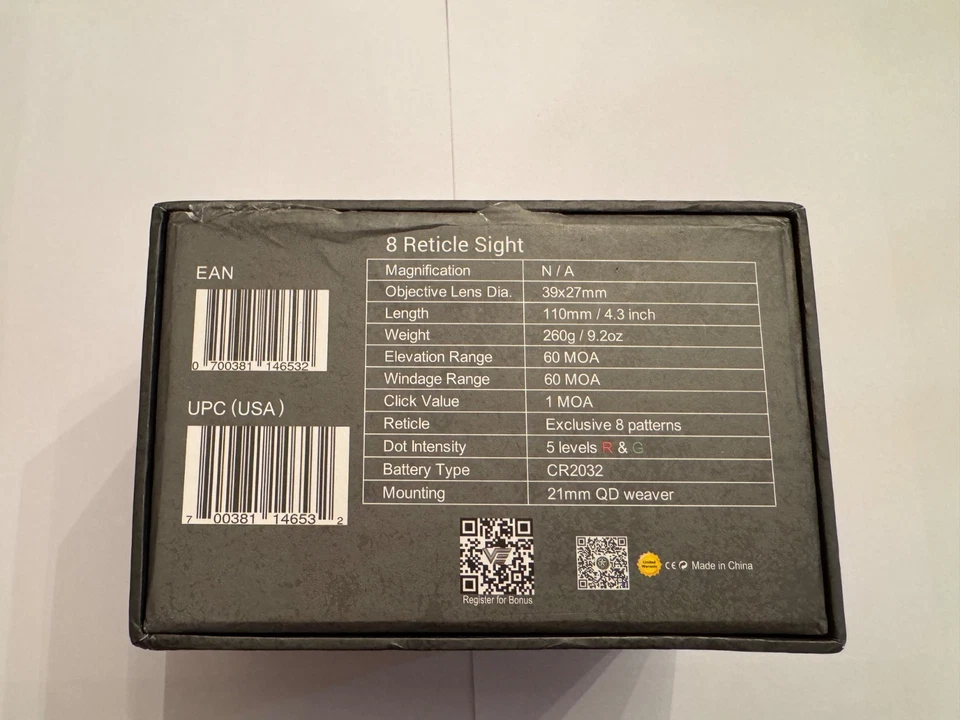 8 Reticle Sight
EAN
0 700381 146532
UPC (USA)
7 00381 14653 2
Magnification N / A
Objective Lens Dia. 39x27mm
Length 110mm / 4.3 inch
Weight 260g / 9.2oz
Elevation Range 60 MOA
Windage Range 60 MOA
Click Value 1 MOA
Reticle Exclusive 8 patterns
Dot Intensity 5 levels R & G
Battery Type CR2032
Mounting 21mm QD weaver
Register for Bonus
CE Made in China